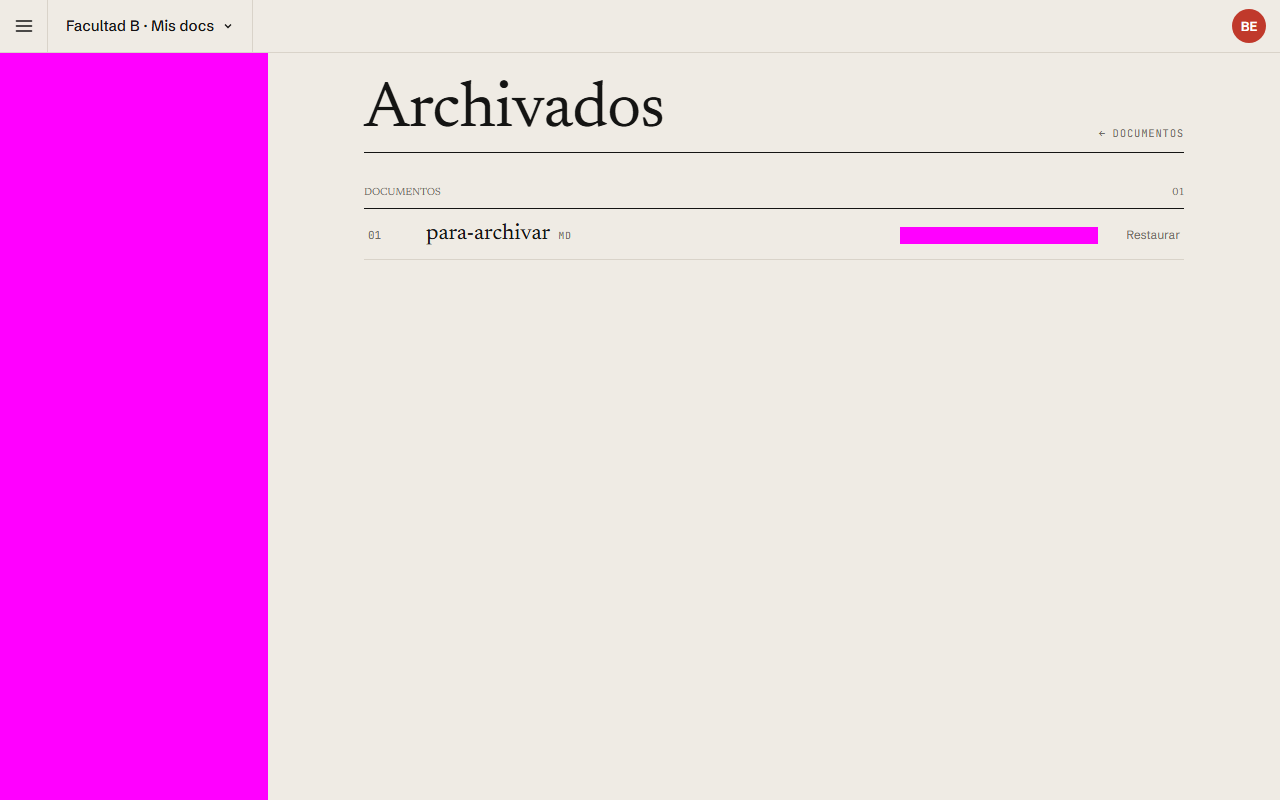 Facultad B · Mis docs
BE
Archivados
← DOCUMENTOS
DOCUMENTOS 01
01 para-archivar MD Restaurar